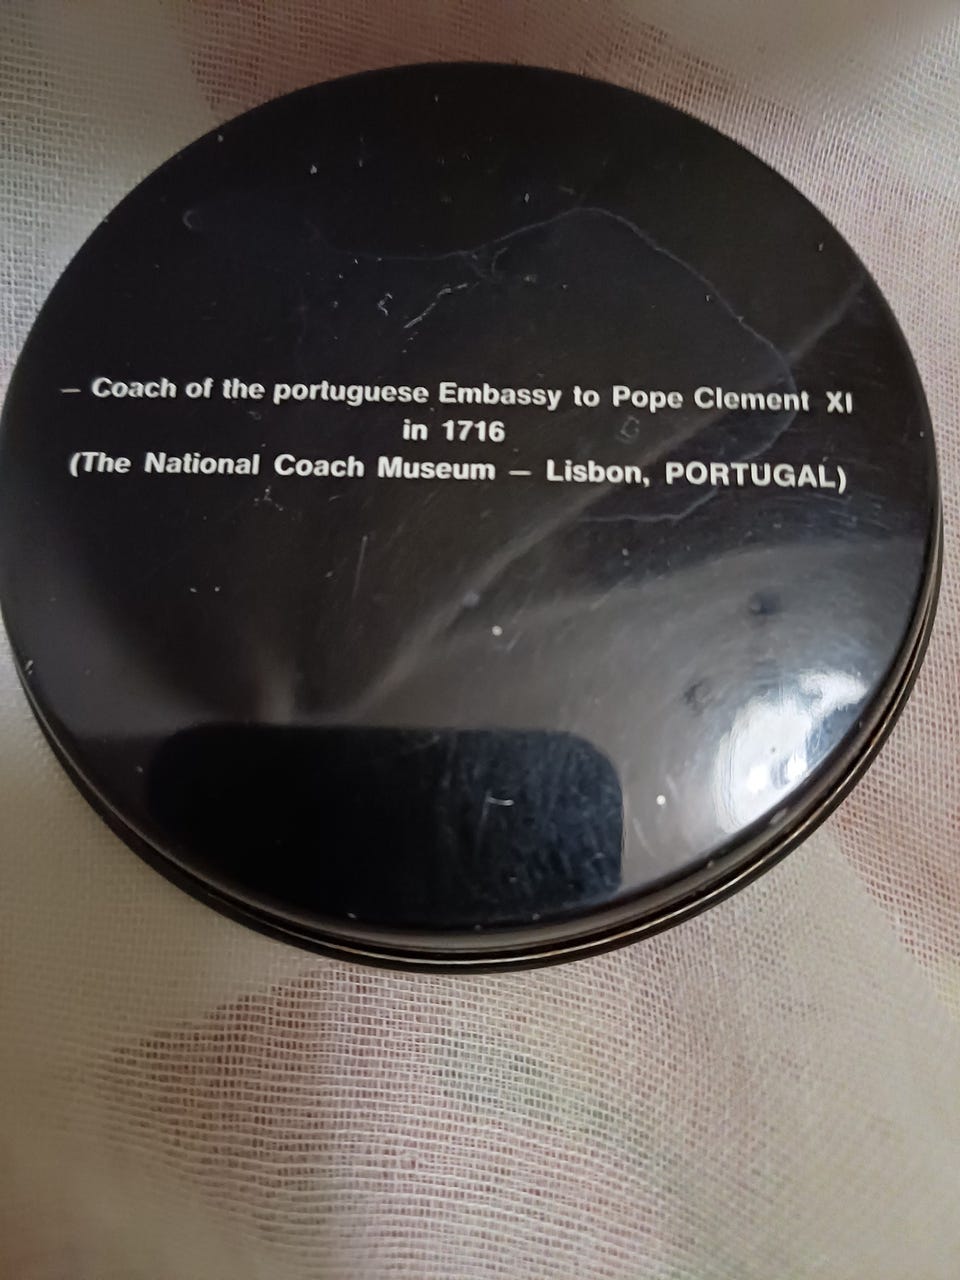 – Coach of the portuguese Embassy to Pope Clement XI
in 1716
(The National Coach Museum – Lisbon, PORTUGAL)